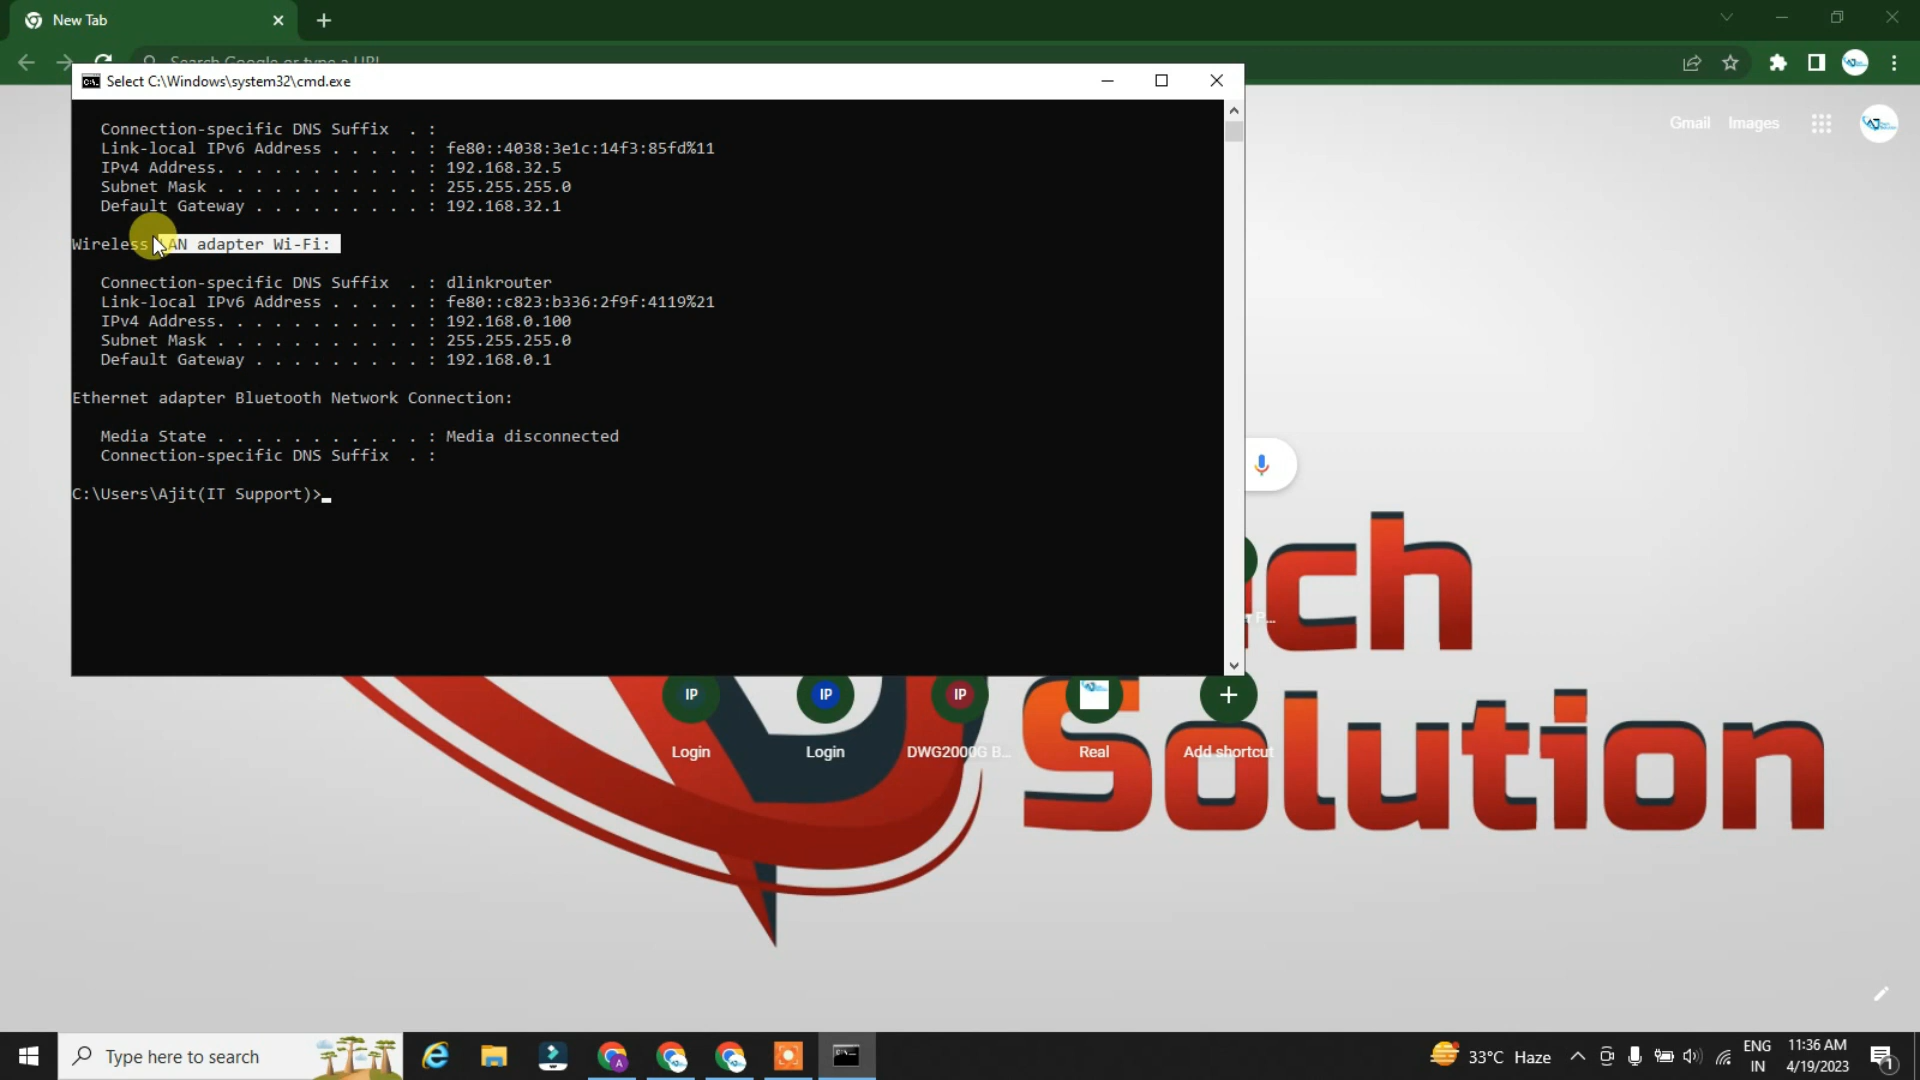 New Tab
Select C:\Windows\system32\cmd.exe
Gmail Images
Connection-specific DNS Suffix . :
Link-local IPv6 Address . . . . . : fe80::4038:3e1c:14f3:85fd%11
IPv4 Address. . . . . . . . . . . : 192.168.32.5
Subnet Mask . . . . . . . . . . . : 255.255.255.0
Default Gateway . . . . . . . . . : 192.168.32.1
Wireless LAN adapter Wi-Fi:
Connection-specific DNS Suffix . : dlinkrouter
Link-local IPv6 Address . . . . . : fe80::c823:b336:2f9f:4119%21
IPv4 Address. . . . . . . . . . . : 192.168.0.100
Subnet Mask . . . . . . . . . . . : 255.255.255.0
Default Gateway . . . . . . . . . : 192.168.0.1
Ethernet adapter Bluetooth Network Connection:
Media State . . . . . . . . . . . : Media disconnected
Connection-specific DNS Suffix . :
C:\Users\Ajit(IT Support)>
ch
Solution
IP IP IP
Login Login DWG2000G B... Real Add shortcut
Type here to search
33°C Haze
ENG
IN
11:36 AM
4/19/2023
1